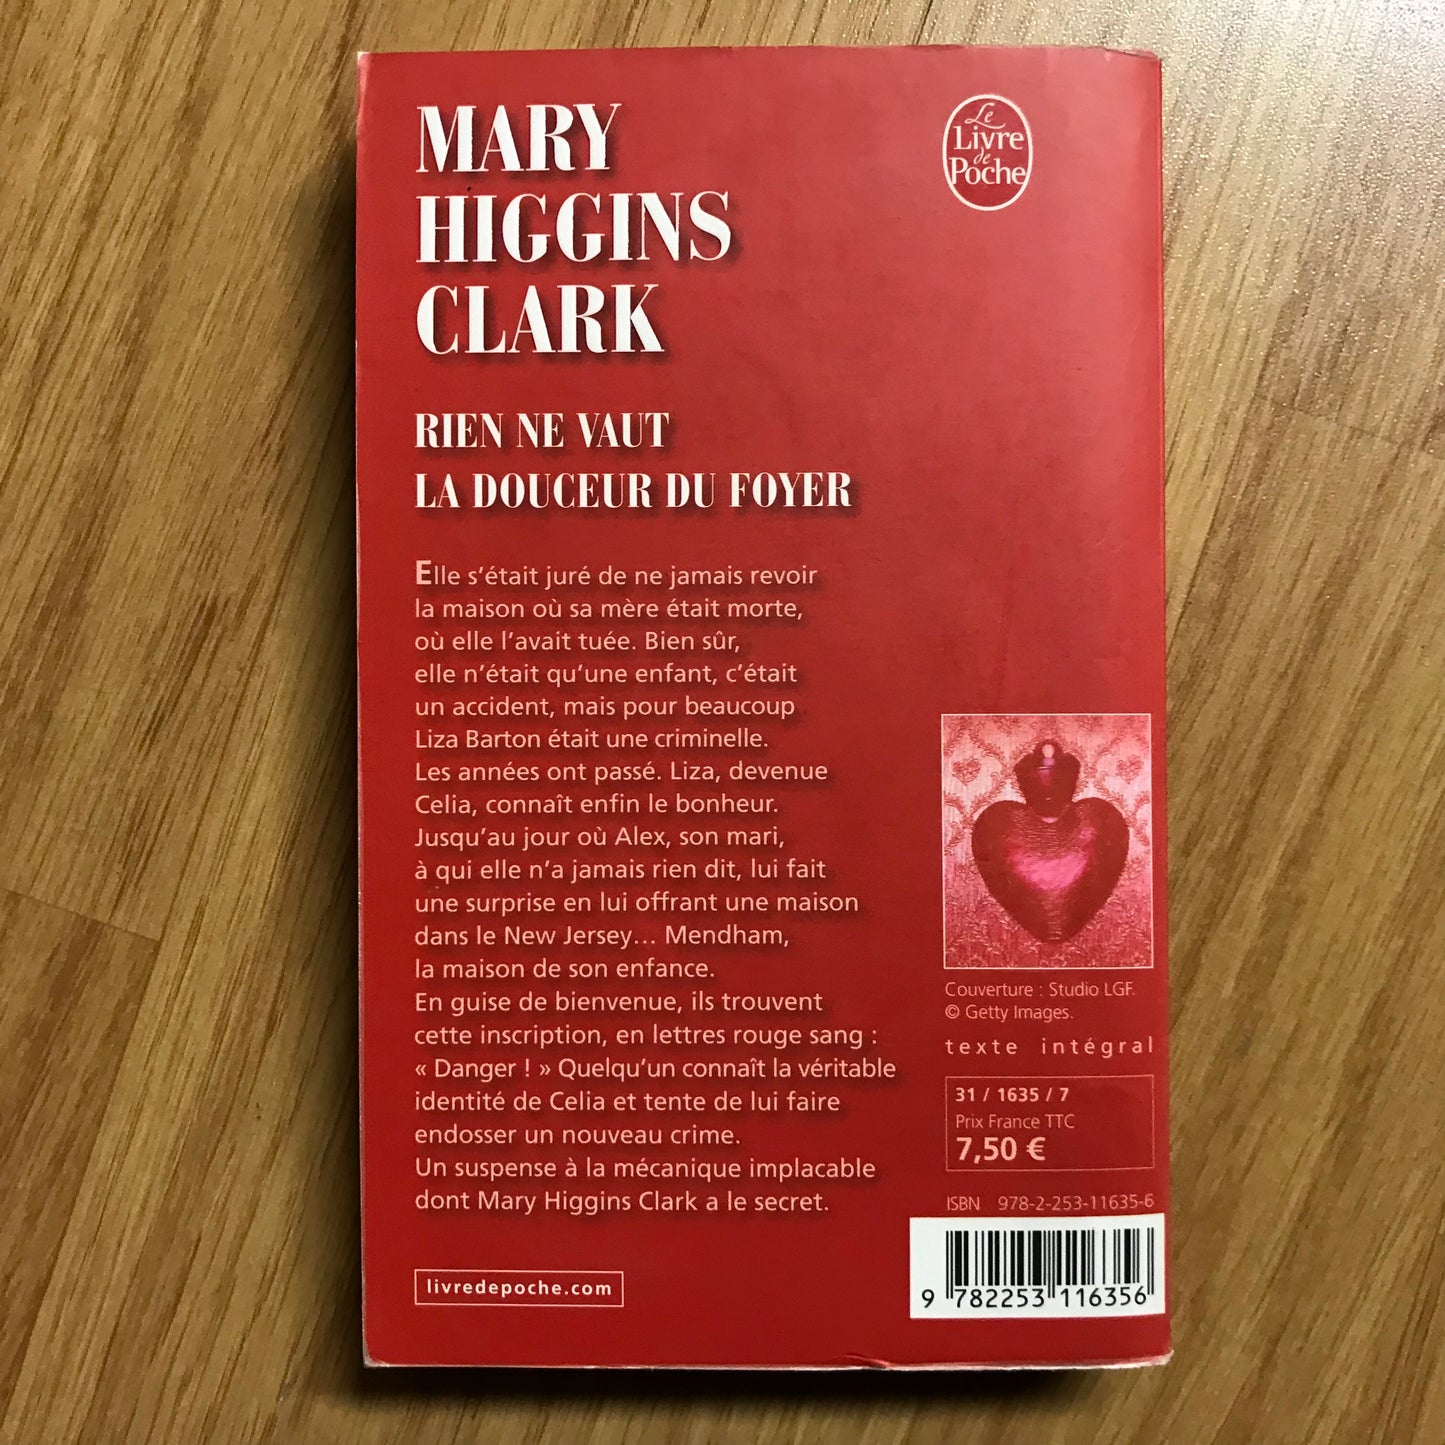 MARY
HIGGINS
CLARK
Le
Livre
de
Poche
RIEN NE VAUT
LA DOUCEUR DU FOYER
Elle s'était juré de ne jamais revoir
la maison où sa mère était morte,
où elle l'avait tuée. Bien sûr,
elle n'était qu'une enfant, c'était
un accident, mais pour beaucoup
Liza Barton était une criminelle.
Les années ont passé. Liza, devenue
Celia, connaît enfin le bonheur.
Jusqu'au jour où Alex, son mari,
à qui elle n'a jamais rien dit, lui fait
une surprise en lui offrant une maison
dans le New Jersey... Mendham,
la maison de son enfance.
En guise de bienvenue, ils trouvent
cette inscription, en lettres rouge sang :
« Danger ! » Quelqu'un connaît la véritable
identité de Celia et tente de lui faire
endosser un nouveau crime.
Un suspense à la mécanique implacable
dont Mary Higgins Clark a le secret.
livredepoche.com
Couverture : Studio LGF.
© Getty Images.
texte intégral
31 / 1635 / 7
Prix France TTC
7,50 €
ISBN 978-2-253-11635-6
9 782253 116356